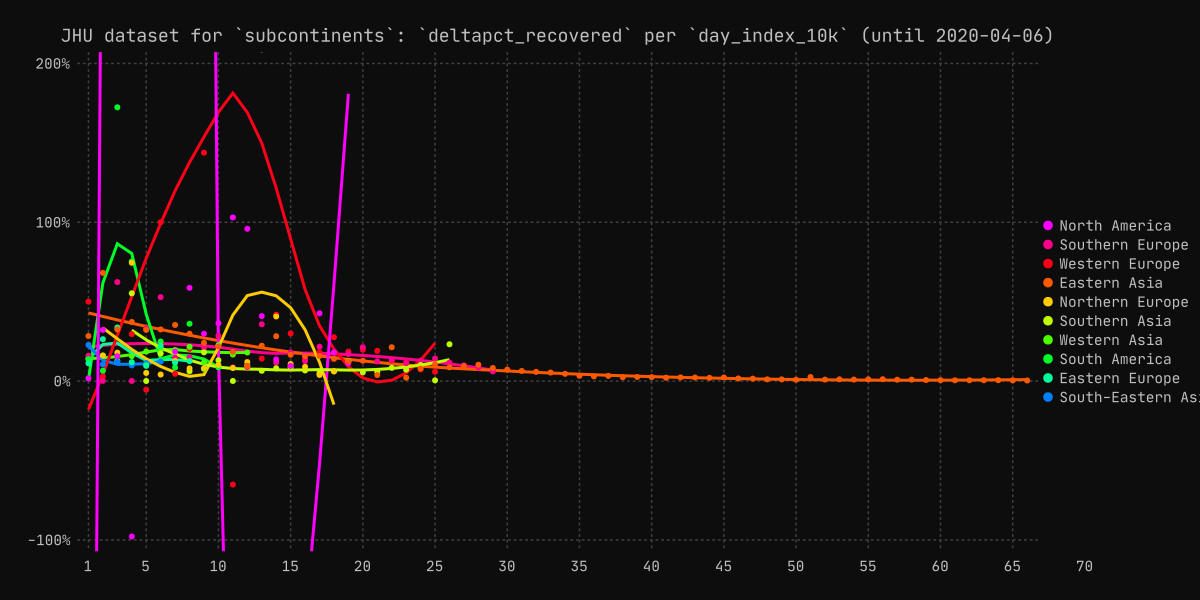 JHU dataset for `subcontinents`: `deltapct_recovered` per `day_index_10k` (until 2020-04-06)
200%
100%
0%
-100%
1 5 10 15 20 25 30 35 40 45 50 55 60 65 70
North America
Southern Europe
Western Europe
Eastern Asia
Northern Europe
Southern Asia
Western Asia
South America
Eastern Europe
South-Eastern As